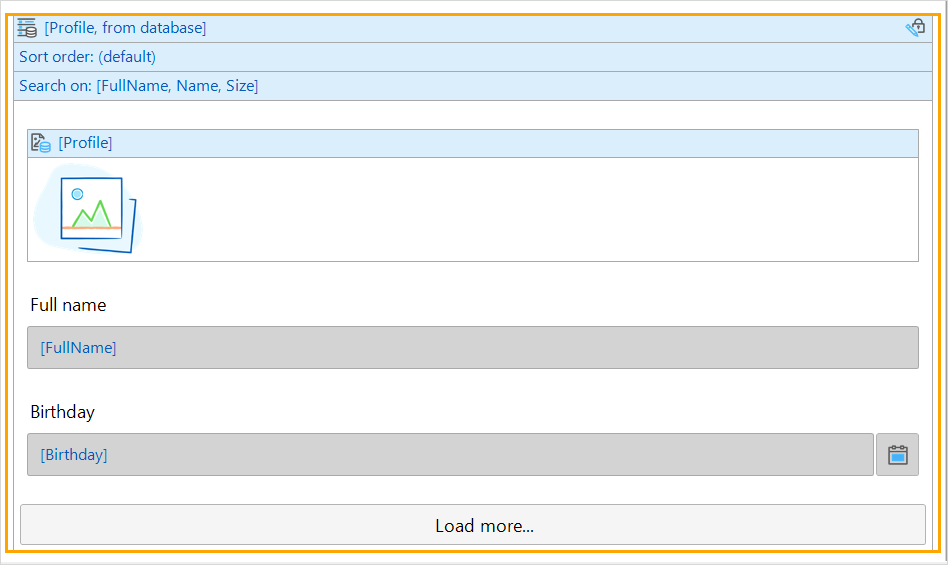 [Profile, from database]
Sort order: (default)
Search on: [FullName, Name, Size]
[Profile]
Full name
[FullName]
Birthday
[Birthday]
Load more...